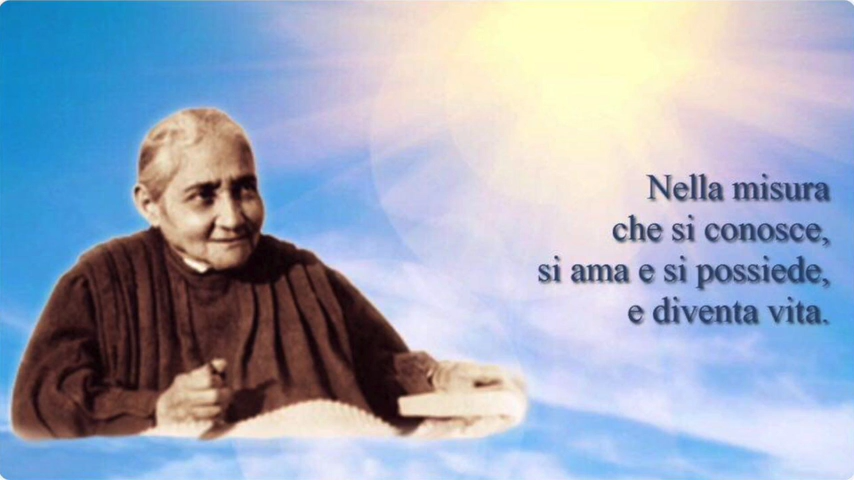 Nella misura
che si conosce,
si ama e si possiede,
e diventa vita.